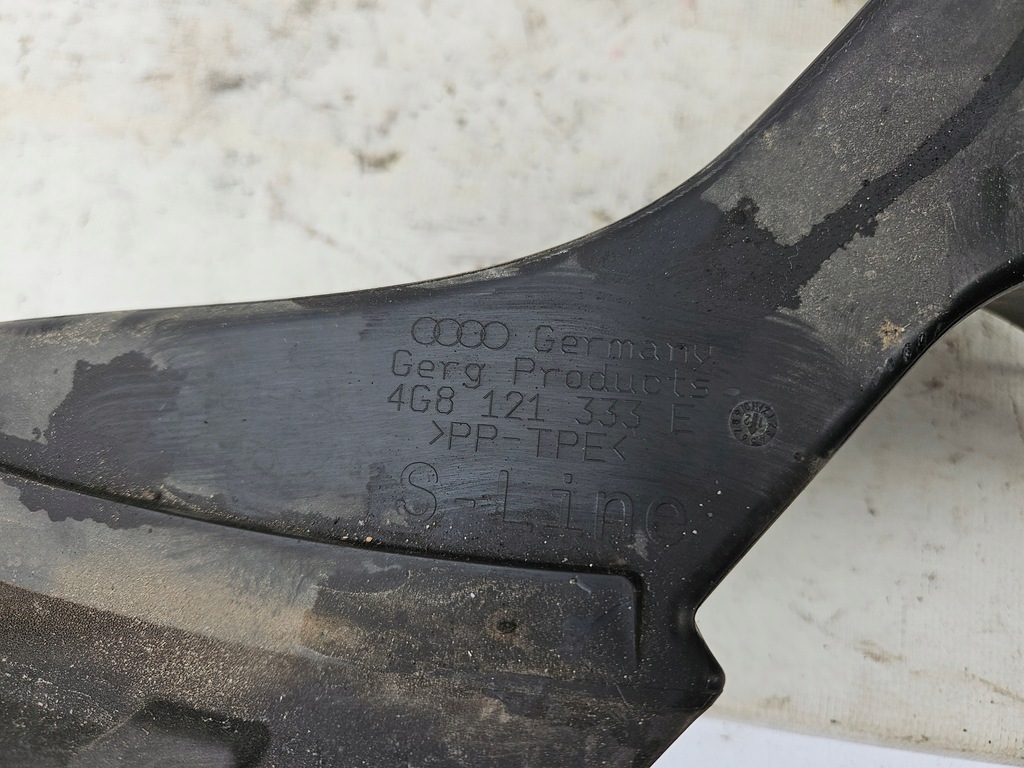 Germany
Gerg Products
4G8 121 333 E
>PP-TPE<
S-Line